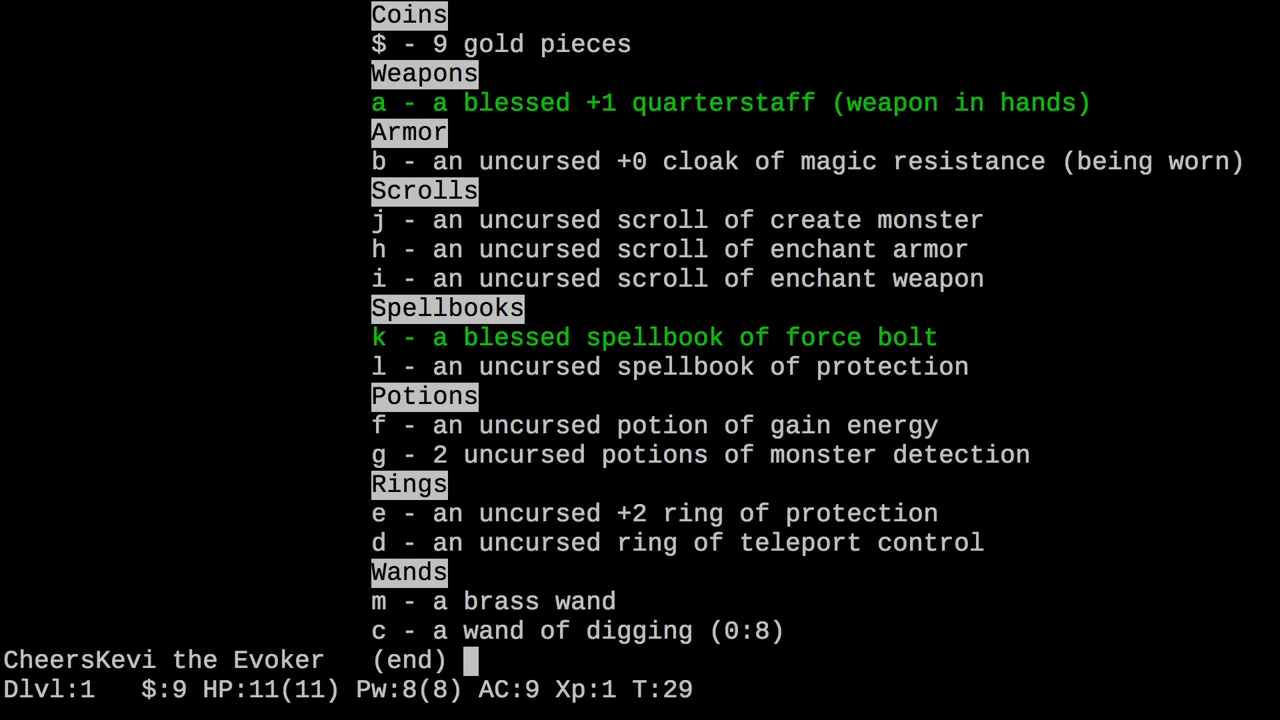 Coins
$ - 9 gold pieces
Weapons
a - a blessed +1 quarterstaff (weapon in hands)
Armor
b - an uncursed +0 cloak of magic resistance (being worn)
Scrolls
j - an uncursed scroll of create monster
h - an uncursed scroll of enchant armor
i - an uncursed scroll of enchant weapon
Spellbooks
k - a blessed spellbook of force bolt
l - an uncursed spellbook of protection
Potions
f - an uncursed potion of gain energy
g - 2 uncursed potions of monster detection
Rings
e - an uncursed +2 ring of protection
d - an uncursed ring of teleport control
Wands
m - a brass wand
c - a wand of digging (0:8)
CheersKevi the Evoker (end)
Dlvl:1 $:9 HP:11(11) Pw:8(8) AC:9 Xp:1 T:29